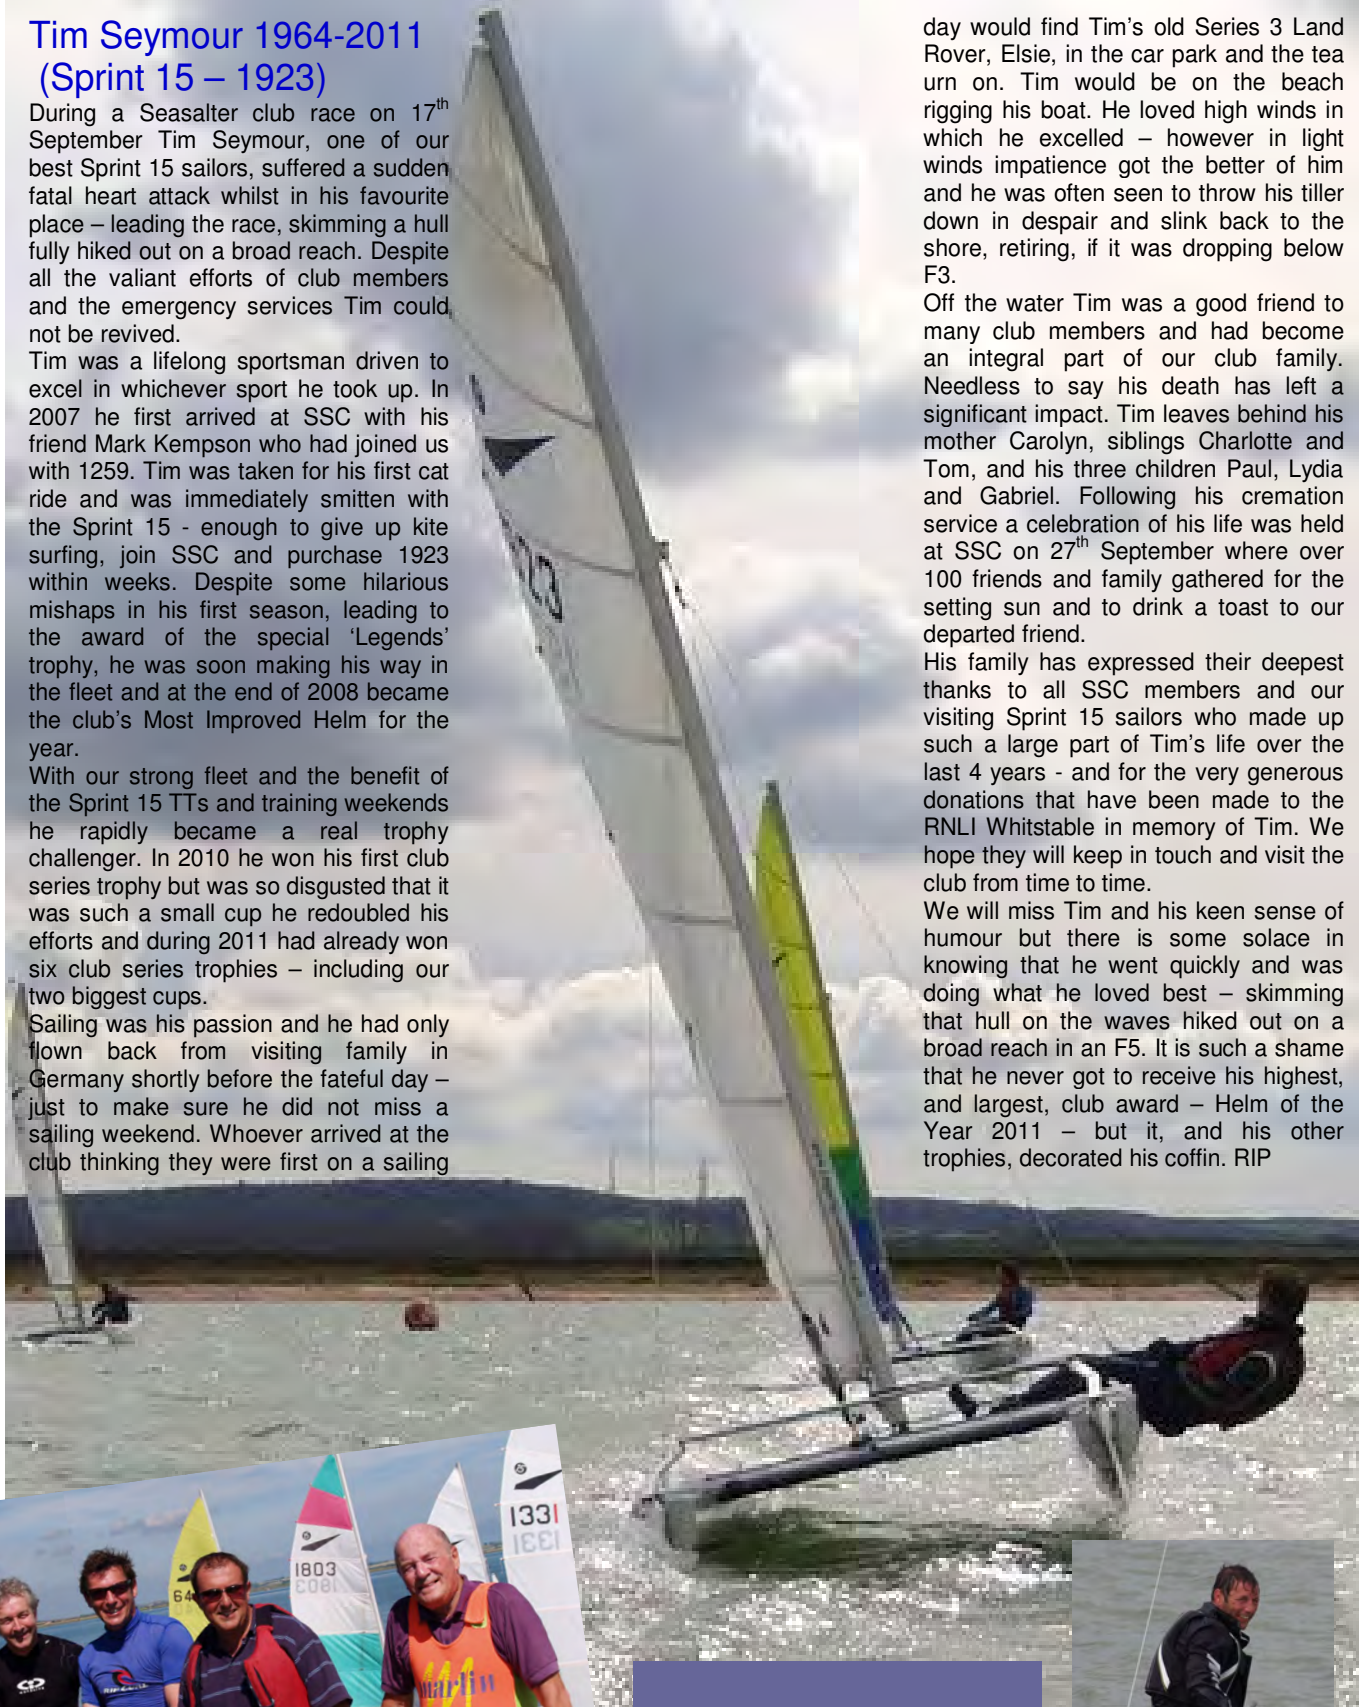 Tim Seymour 1964-2011
(Sprint 15 – 1923)
During a Seasalter club race on 17th
September Tim Seymour, one of our
best Sprint 15 sailors, suffered a sudden
fatal heart attack whilst in his favourite
place – leading the race, skimming a hull
fully hiked out on a broad reach. Despite
all the valiant efforts of club members
and the emergency services Tim could
not be revived.
Tim was a lifelong sportsman driven to
excel in whichever sport he took up. In
2007 he first arrived at SSC with his
friend Mark Kempson who had joined us
with 1259. Tim was taken for his first cat
ride and was immediately smitten with
the Sprint 15 - enough to give up kite
surfing, join SSC and purchase 1923
within weeks. Despite some hilarious
mishaps in his first season, leading to
the award of the special ‘Legends’
trophy, he was soon making his way in
the fleet and at the end of 2008 became
the club’s Most Improved Helm for the
year.
With our strong fleet and the benefit of
the Sprint 15 TTs and training weekends
he rapidly became a real trophy
challenger. In 2010 he won his first club
series trophy but was so disgusted that it
was such a small cup he redoubled his
efforts and during 2011 had already won
six club series trophies – including our
two biggest cups.
Sailing was his passion and he had only
flown back from visiting family in
Germany shortly before the fateful day –
just to make sure he did not miss a
sailing weekend. Whoever arrived at the
club thinking they were first on a sailing
day would find Tim’s old Series 3 Land
Rover, Elsie, in the car park and the tea
urn on. Tim would be on the beach
rigging his boat. He loved high winds in
which he excelled – however in light
winds impatience got the better of him
and he was often seen to throw his tiller
down in despair and slink back to the
shore, retiring, if it was dropping below
F3.
Off the water Tim was a good friend to
many club members and had become
an integral part of our club family.
Needless to say his death has left a
significant impact. Tim leaves behind his
mother Carolyn, siblings Charlotte and
Tom, and his three children Paul, Lydia
and Gabriel. Following his cremation
service a celebration of his life was held
at SSC on 27th September where over
100 friends and family gathered for the
setting sun and to drink a toast to our
departed friend.
His family has expressed their deepest
thanks to all SSC members and our
visiting Sprint 15 sailors who made up
such a large part of Tim’s life over the
last 4 years - and for the very generous
donations that have been made to the
RNLI Whitstable in memory of Tim. We
hope they will keep in touch and visit the
club from time to time.
We will miss Tim and his keen sense of
humour but there is some solace in
knowing that he went quickly and was
doing what he loved best – skimming
that hull on the waves hiked out on a
broad reach in an F5. It is such a shame
that he never got to receive his highest,
and largest, club award – Helm of the
Year 2011 – but it, and his other
trophies, decorated his coffin. RIP
1331
1803
64